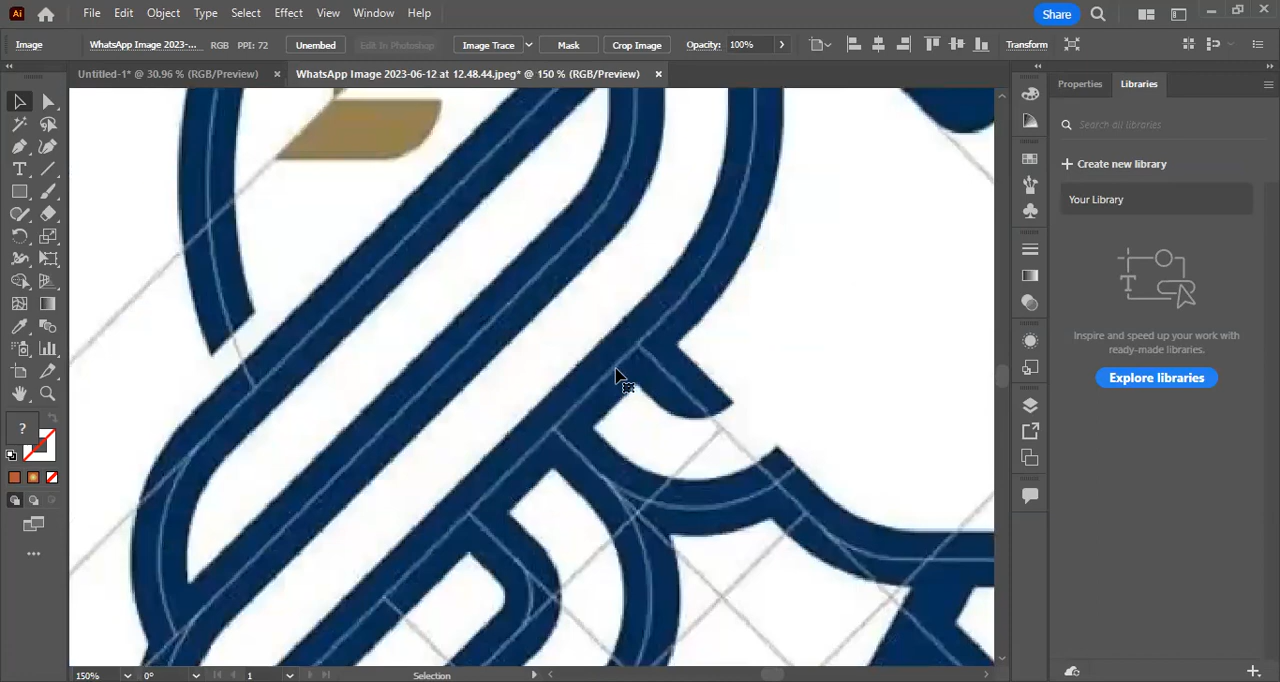 Ai File Edit Object Type Select Effect View Window Help Share
Image WhatsApp Image 2023-... RGB PPI: 72 Unembed Edit In Photoshop Image Trace Mask Crop Image Opacity: 100% Transform
Untitled-1* @ 30.96 % (RGB/Preview) × WhatsApp Image 2023-06-12 at 12.48.44.jpeg* @ 150 % (RGB/Preview) ×
Properties Libraries
Search all libraries
Create new library
Your Library
T
Inspire and speed up your work with
ready-made libraries.
Explore libraries
?
150% 0° 1 Selection